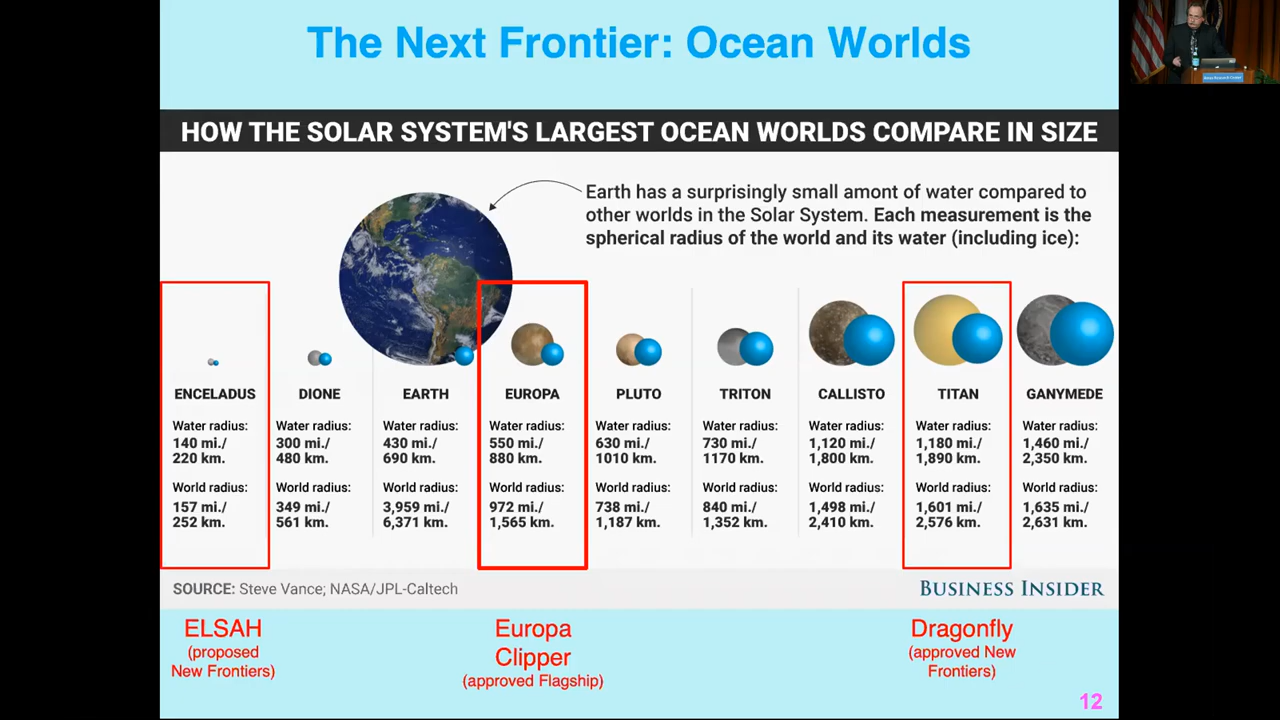 The Next Frontier: Ocean Worlds
HOW THE SOLAR SYSTEM'S LARGEST OCEAN WORLDS COMPARE IN SIZE
Earth has a surprisingly small amont of water compared to
other worlds in the Solar System. Each measurement is the
spherical radius of the world and its water (including ice):
ENCELADUS
Water radius:
140 mi./
220 km.
World radius:
157 mi./
252 km.
DIONE
Water radius:
300 mi./
480 km.
World radius:
349 mi./
561 km.
EARTH
Water radius:
430 mi./
690 km.
World radius:
3,959 mi./
6,371 km.
EUROPA
Water radius:
550 mi./
880 km.
World radius:
972 mi./
1,565 km.
PLUTO
Water radius:
630 mi./
1010 km.
World radius:
738 mi./
1,187 km.
TRITON
Water radius:
730 mi./
1170 km.
World radius:
840 mi./
1,352 km.
CALLISTO
Water radius:
1,120 mi./
1,800 km.
World radius:
1,498 mi./
2,410 km.
TITAN
Water radius:
1,180 mi./
1,890 km.
World radius:
1,601 mi./
2,576 km.
GANYMEDE
Water radius:
1,460 mi./
2,350 km.
World radius:
1,635 mi./
2,631 km.
SOURCE: Steve Vance; NASA/JPL-Caltech
BUSINESS INSIDER
ELSAH
(proposed
New Frontiers)
Europa
Clipper
(approved Flagship)
Dragonfly
(approved New
Frontiers)
12